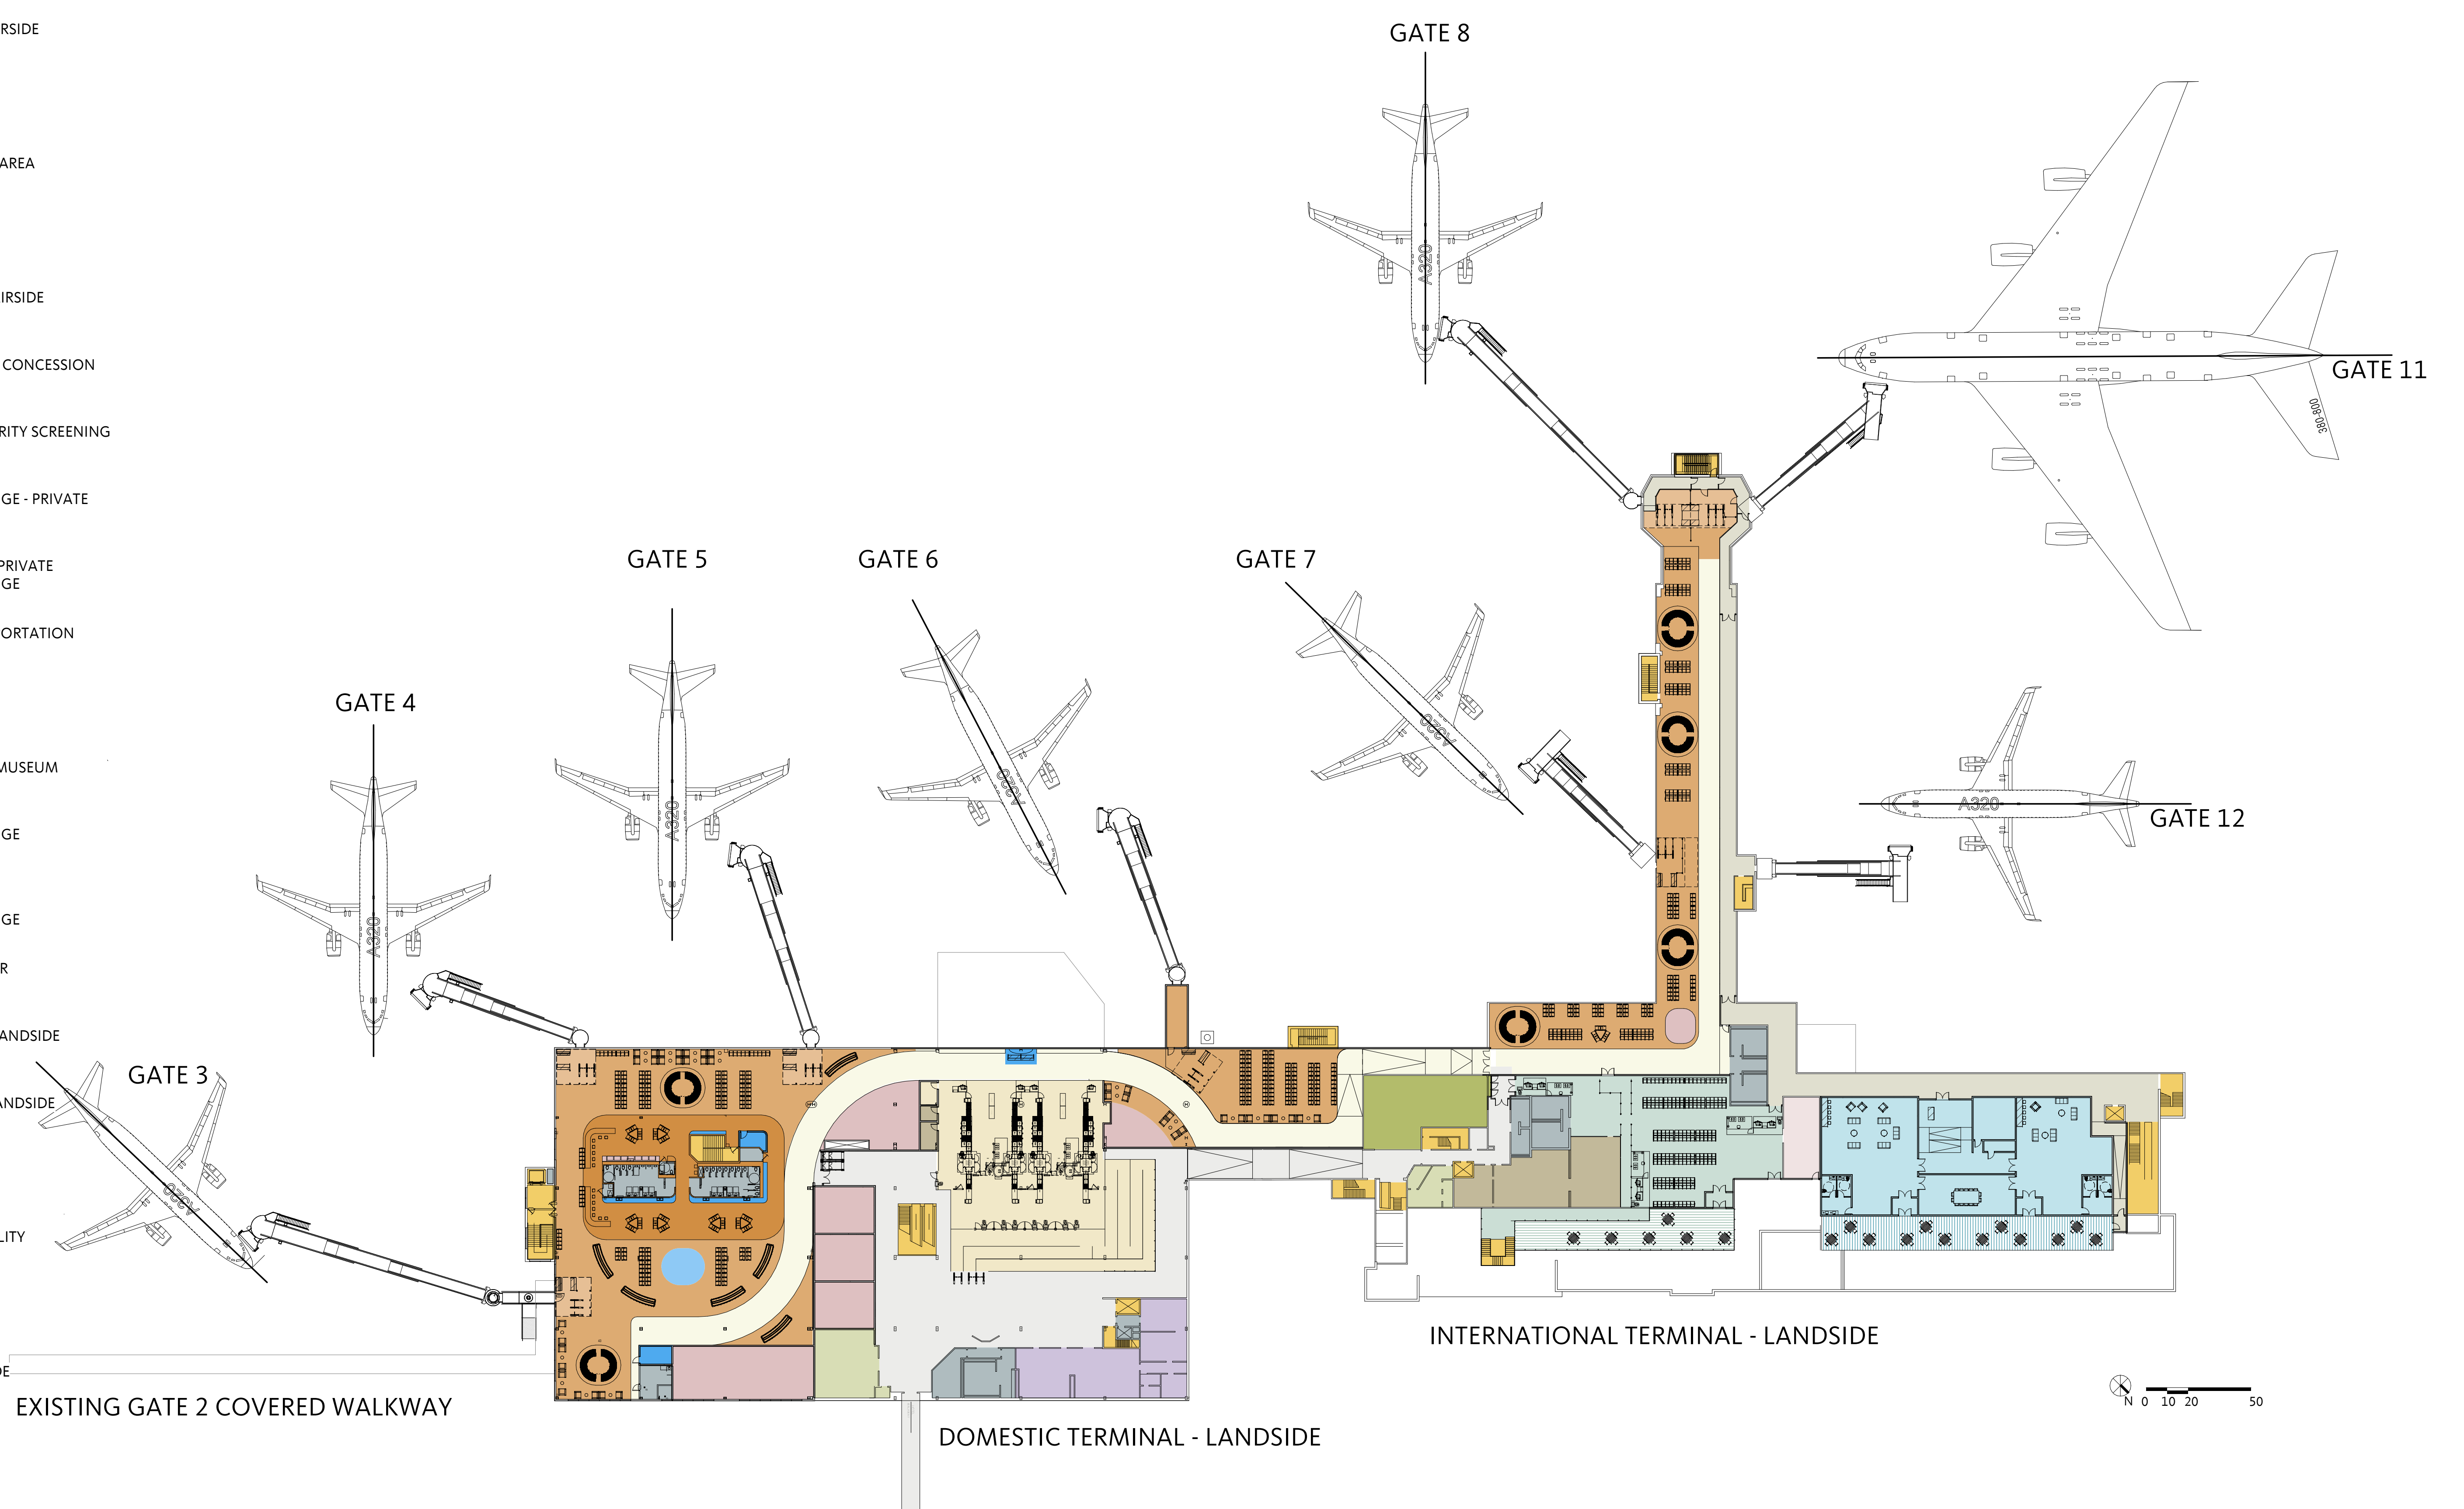 RSIDE
AREA
IRSIDE
CONCESSION
RITY SCREENING
GE - PRIVATE
PRIVATE
GE
ORTATION
MUSEUM
GE
GE
R
ANDSIDE
ANDSIDE
LITY
DE
GATE 8
A320
GATE 11
380-800
GATE 5
GATE 6
GATE 7
A320
A320
A320
GATE 4
A320
GATE 12
A320
GATE 3
A320
INTERNATIONAL TERMINAL - LANDSIDE
EXISTING GATE 2 COVERED WALKWAY
DOMESTIC TERMINAL - LANDSIDE
N 0 10 20 50